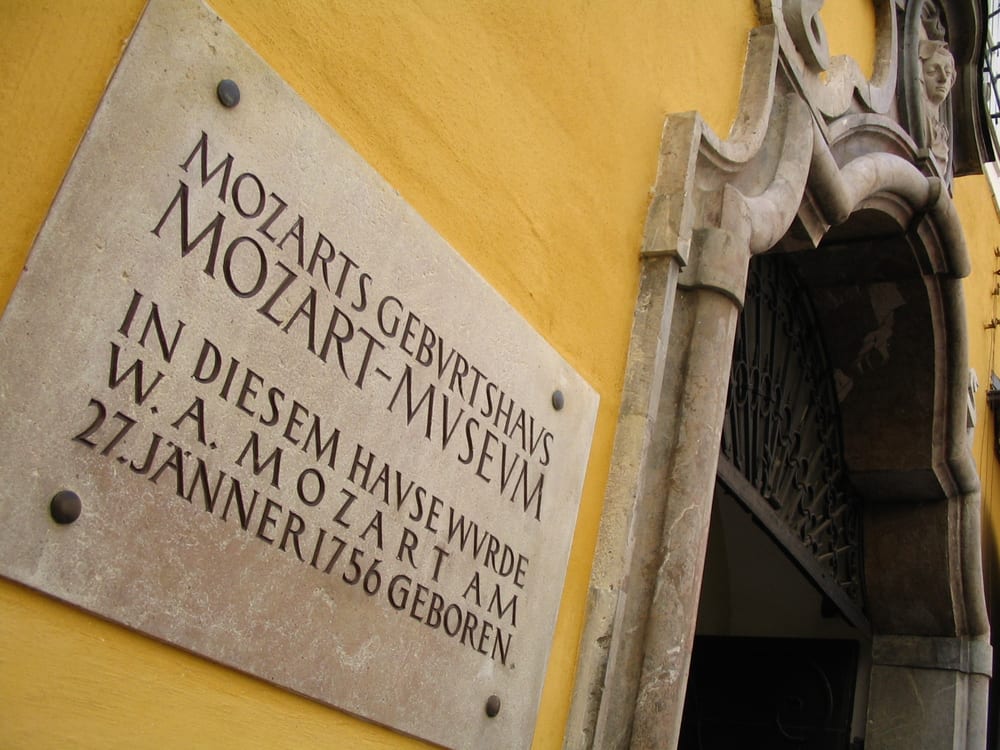 MOZARTS GEBVRTSHAVS
MOZART-MVSEVM
IN DIESEM HAVSE WVRDE
W. A. MOZART AM
27. JÄNNER 1756 GEBOREN.